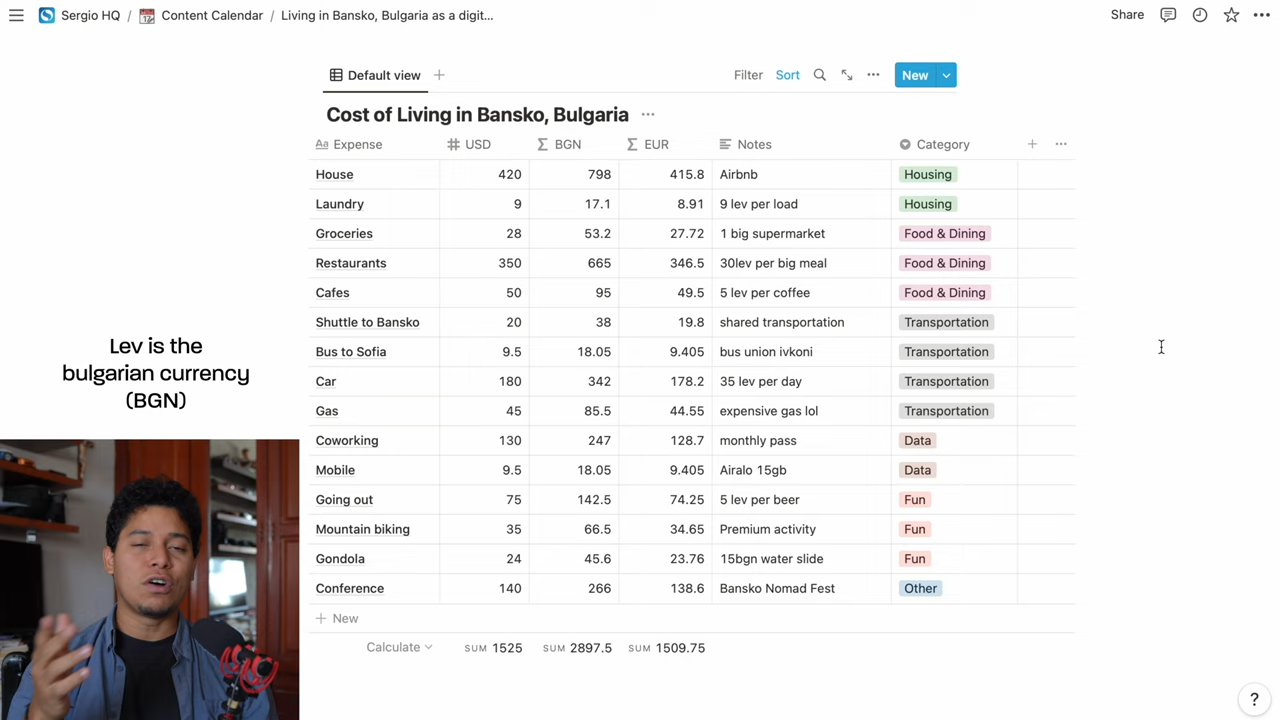 Sergio HQ / Content Calendar / Living in Bansko, Bulgaria as a digit...
Share
Default view
Filter Sort New
Cost of Living in Bansko, Bulgaria
Aa Expense # USD Σ BGN Σ EUR Notes Category
House 420 798 415.8 Airbnb Housing
Laundry 9 17.1 8.91 9 lev per load Housing
Groceries 28 53.2 27.72 1 big supermarket Food & Dining
Restaurants 350 665 346.5 30lev per big meal Food & Dining
Cafes 50 95 49.5 5 lev per coffee Food & Dining
Shuttle to Bansko 20 38 19.8 shared transportation Transportation
Bus to Sofia 9.5 18.05 9.405 bus union ivkoni Transportation
Car 180 342 178.2 35 lev per day Transportation
Gas 45 85.5 44.55 expensive gas lol Transportation
Coworking 130 247 128.7 monthly pass Data
Mobile 9.5 18.05 9.405 Airalo 15gb Data
Going out 75 142.5 74.25 5 lev per beer Fun
Mountain biking 35 66.5 34.65 Premium activity Fun
Gondola 24 45.6 23.76 15bgn water slide Fun
Conference 140 266 138.6 Bansko Nomad Fest Other
+ New
Calculate SUM 1525 SUM 2897.5 SUM 1509.75
Lev is the
bulgarian currency
(BGN)
?